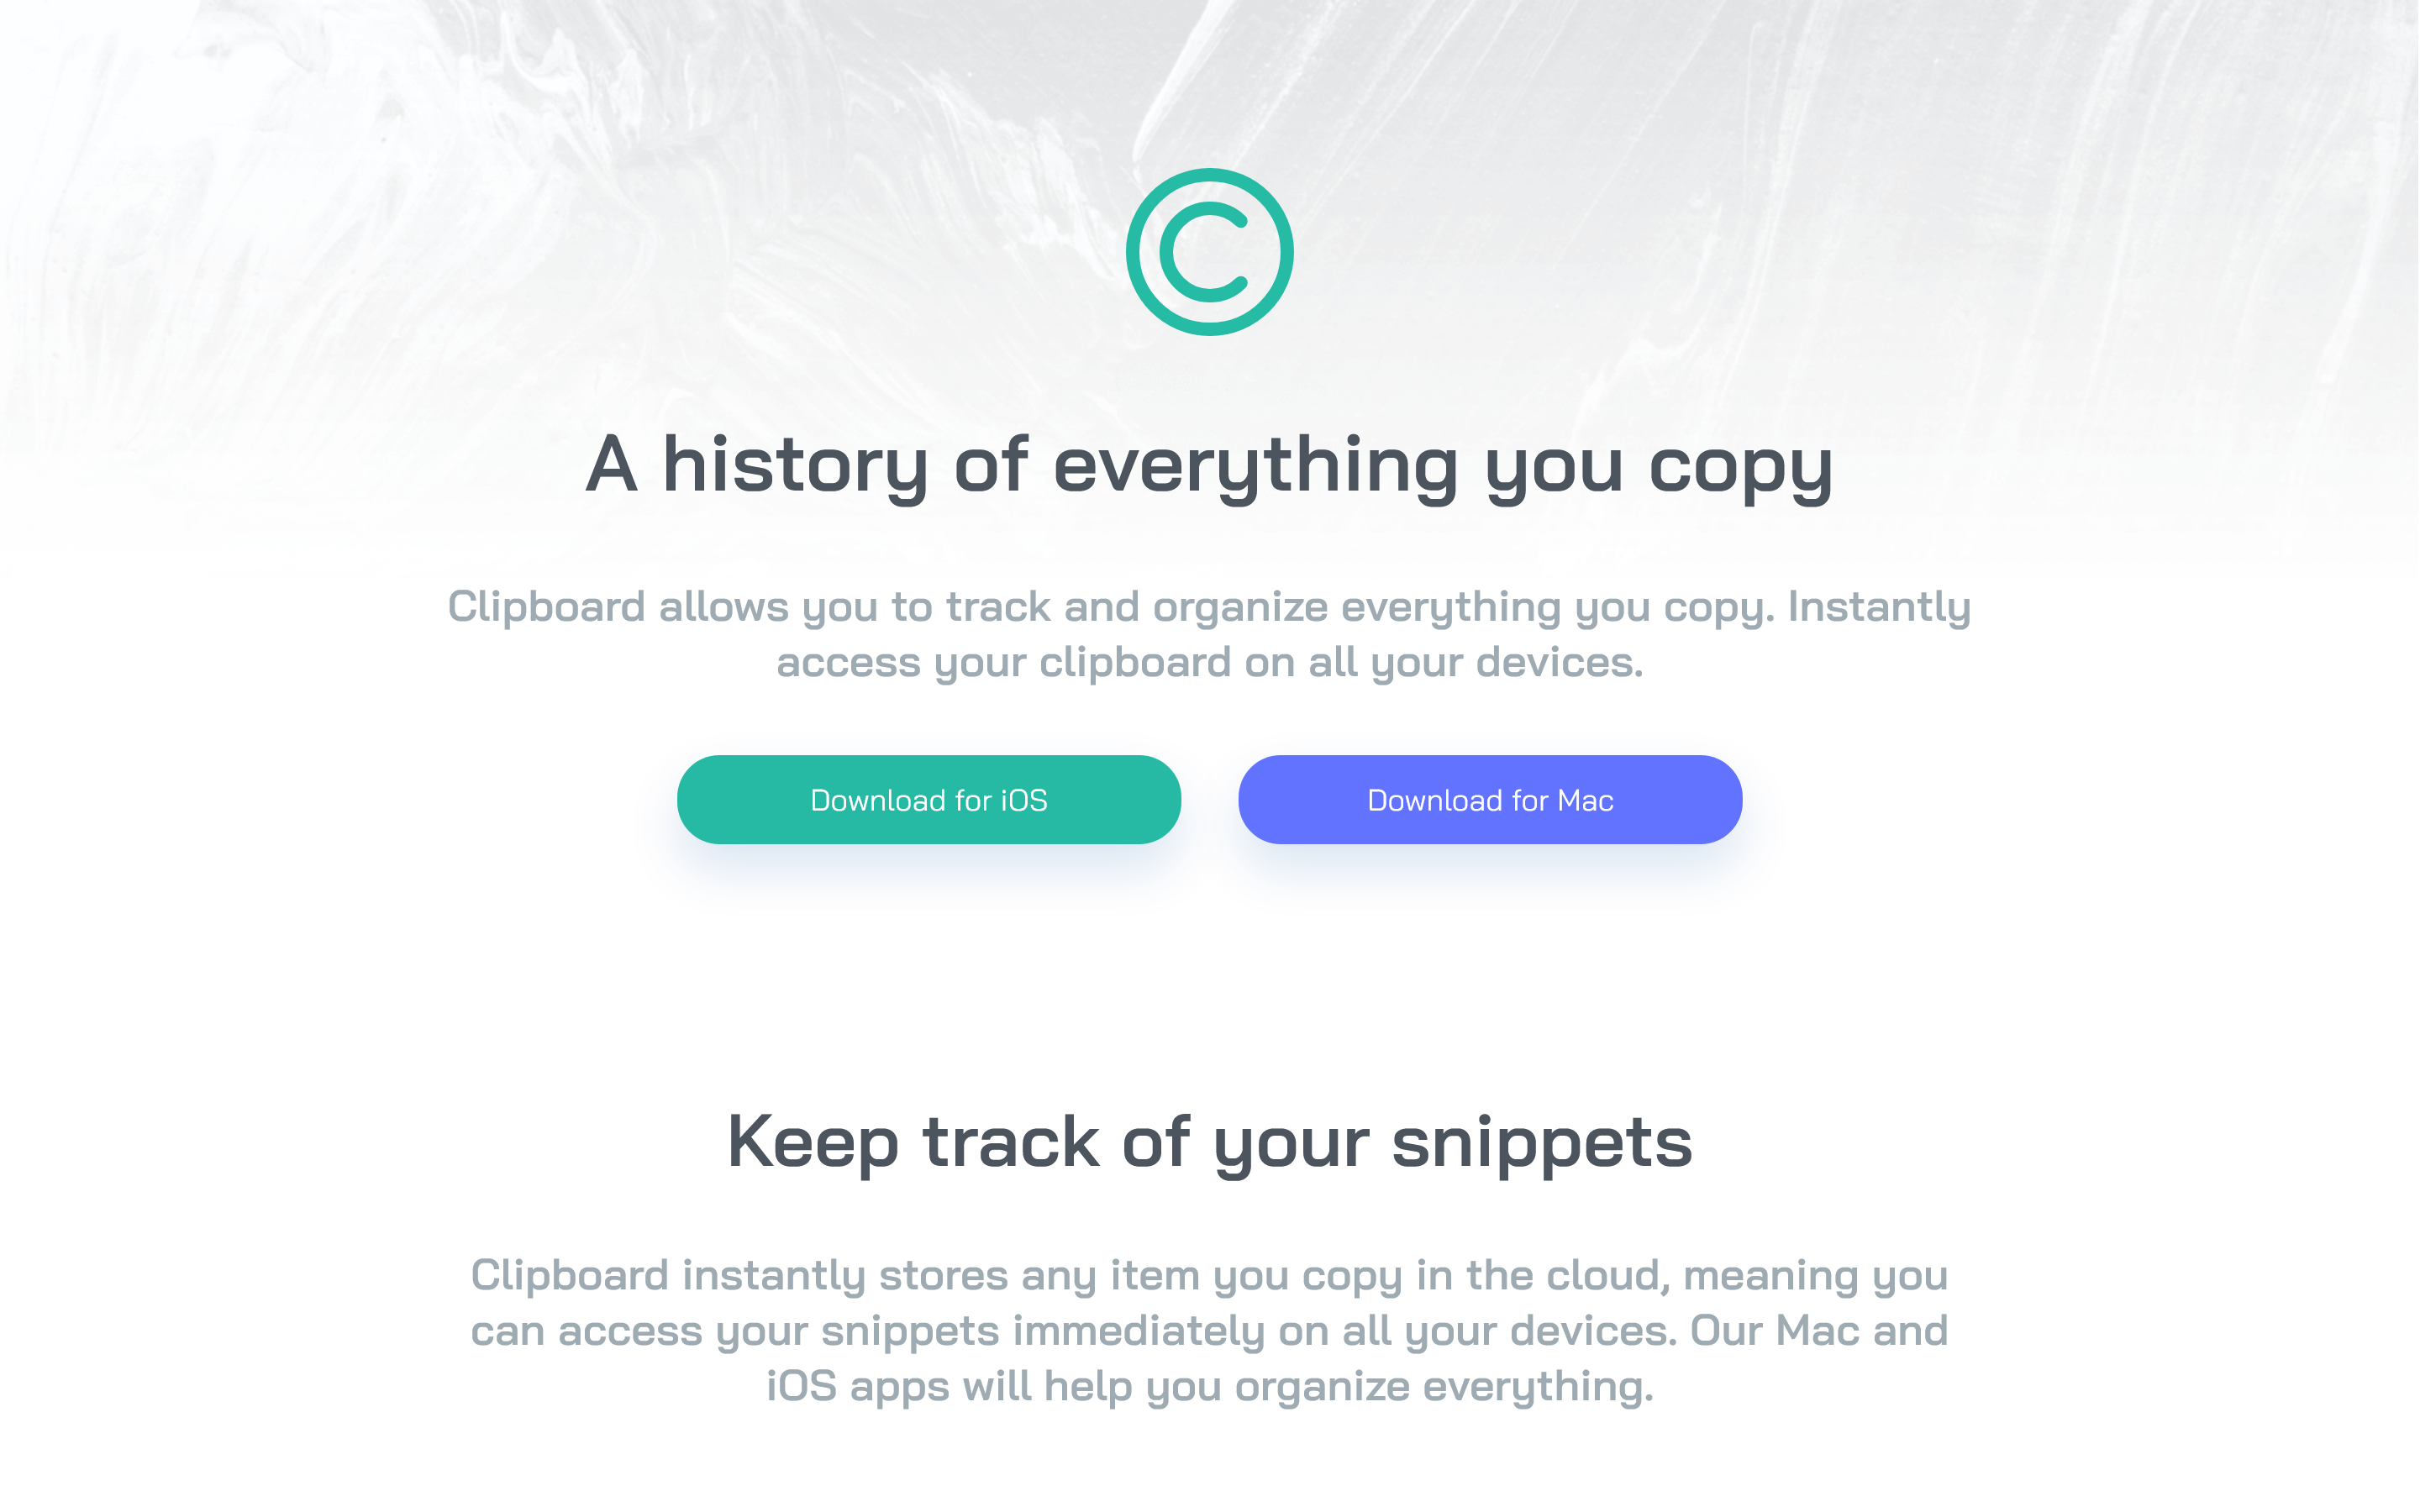 A history of everything you copy
Clipboard allows you to track and organize everything you copy. Instantly
access your clipboard on all your devices.
Download for iOS
Download for Mac
Keep track of your snippets
Clipboard instantly stores any item you copy in the cloud, meaning you
can access your snippets immediately on all your devices. Our Mac and
iOS apps will help you organize everything.